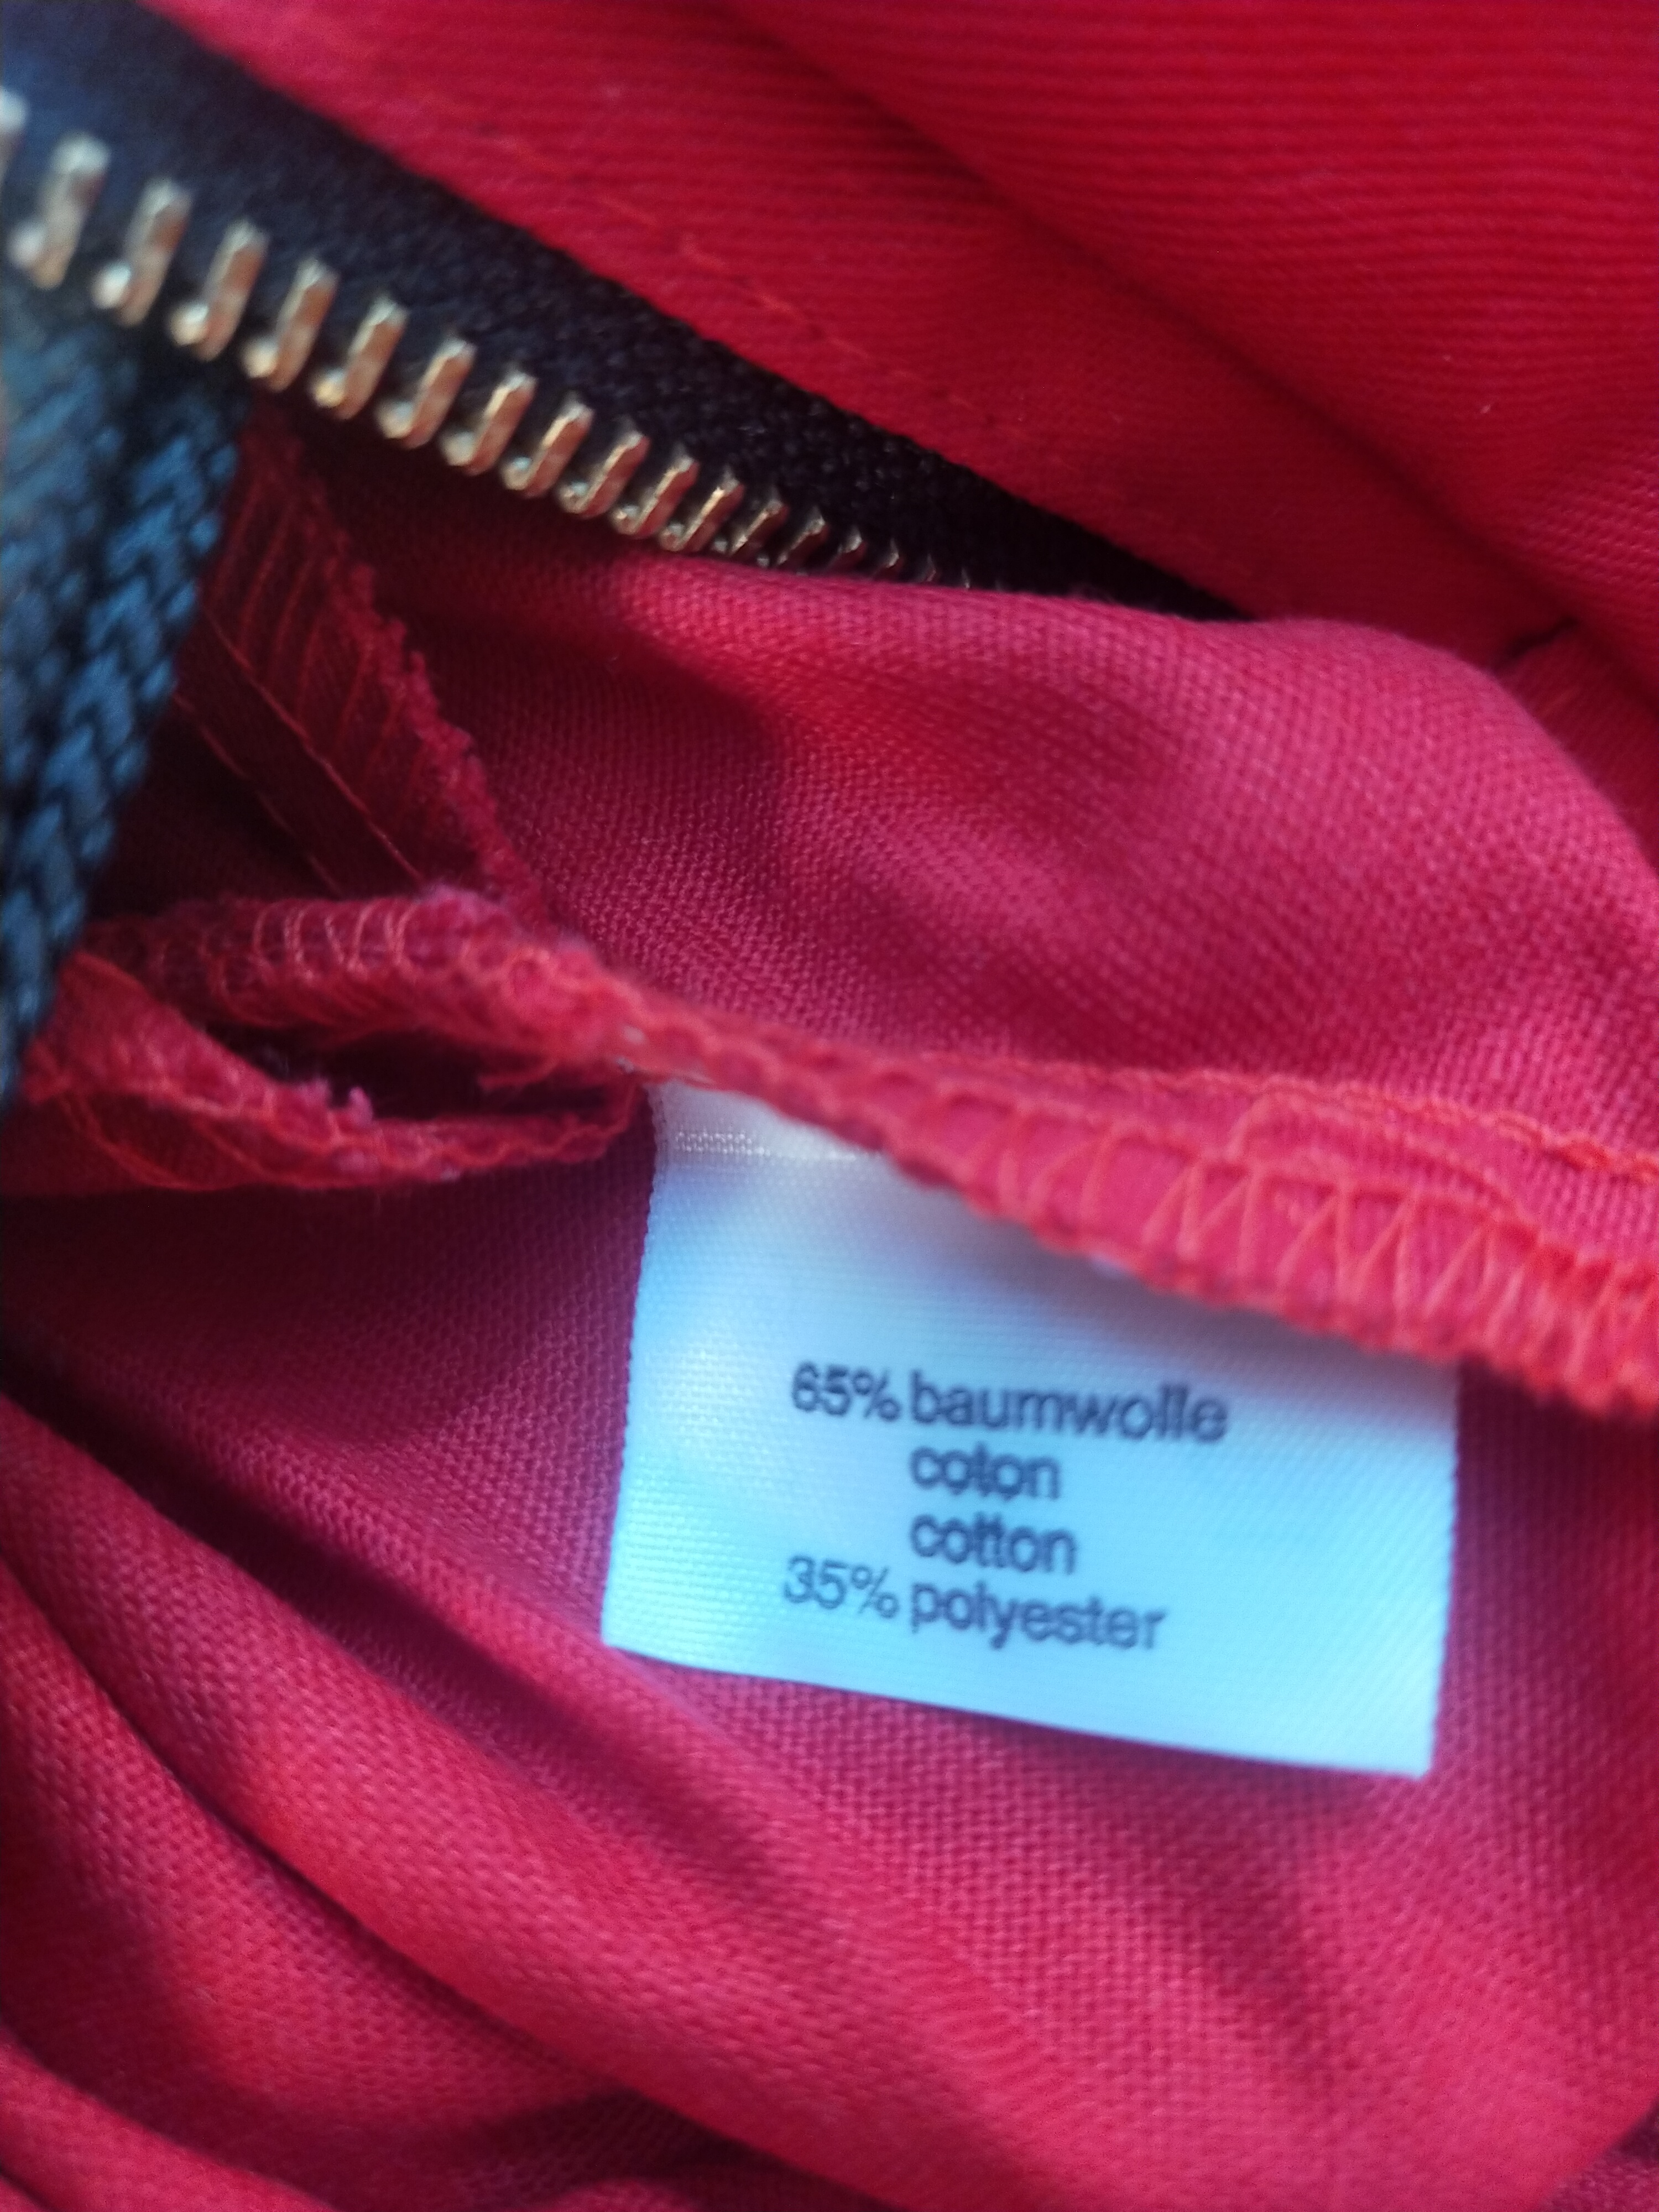 65% baumwolle
coton
cotton
35% polyester